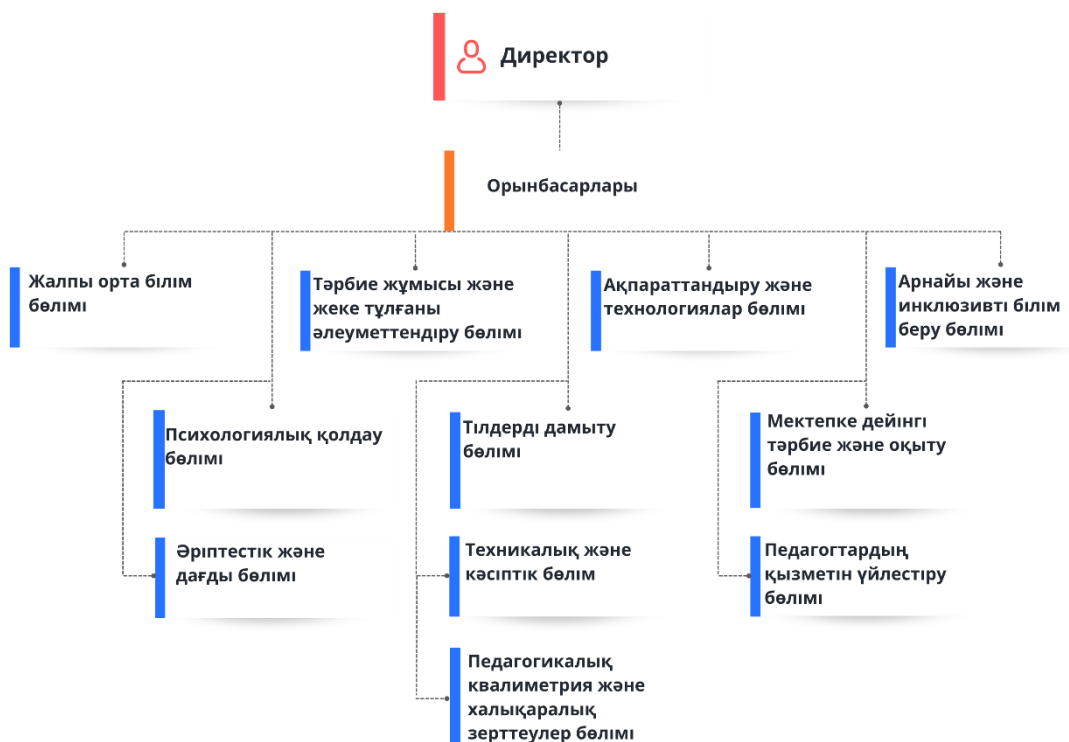 Директор
Орынбасарлары
Жалпы орта білім
бөлімі
Тәрбие жұмысы және
жеке тұлғаны
әлеуметтендіру бөлімі
Ақпараттандыру және
технологиялар бөлімі
Арнайы және
инклюзивті білім
беру бөлімі
Психологиялық қолдау
бөлімі
Тілдерді дамыту
бөлімі
Мектепке дейінгі
тәрбие және оқыту
бөлімі
Әріптестік және
дағды бөлімі
Техникалық және
кәсіптік бөлім
Педагогтардың
қызметін үйлестіру
бөлімі
Педагогикалық
квалиметрия және
халықаралық
зерттеулер бөлімі